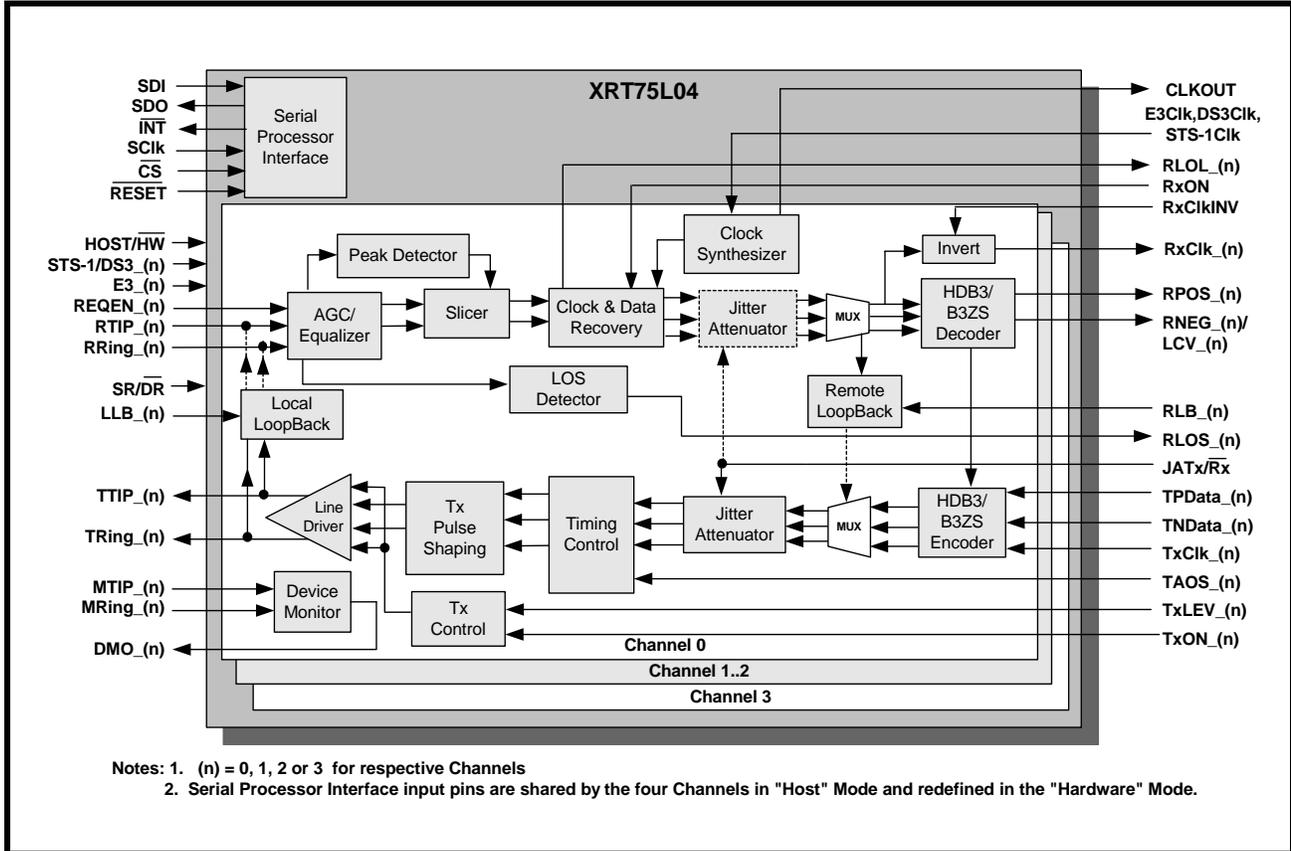 XRT75L04
SDI
SDO
INT
SClk
CS
RESET
Serial
Processor
Interface
CLKOUT
E3Clk,DS3Clk,
STS-1Clk
RLOL_(n)
RxON
RxClkINV
HOST/HW
STS-1/DS3_(n)
E3_(n)
REQEN_(n)
RTIP_(n)
RRing_(n)
SR/DR
LLB_(n)
Peak Detector
AGC/
Equalizer
Slicer
Clock & Data
Recovery
Clock
Synthesizer
Jitter
Attenuator
MUX
Invert
HDB3/
B3ZS
Decoder
RxClk_(n)
RPOS_(n)
RNEG_(n)/
LCV_(n)
LOS
Detector
Remote
LoopBack
Local
LoopBack
RLB_(n)
RLOS_(n)
JATx/Rx
TTIP_(n)
TRing_(n)
Line
Driver
Tx
Pulse
Shaping
Timing
Control
Jitter
Attenuator
MUX
HDB3/
B3ZS
Encoder
TPData_(n)
TNData_(n)
TxClk_(n)
TAOS_(n)
TxLEV_(n)
TxON_(n)
MTIP_(n)
MRing_(n)
DMO_(n)
Device
Monitor
Tx
Control
Channel 0
Channel 1..2
Channel 3
Notes: 1. (n) = 0, 1, 2 or 3 for respective Channels
2. Serial Processor Interface input pins are shared by the four Channels in "Host" Mode and redefined in the "Hardware" Mode.